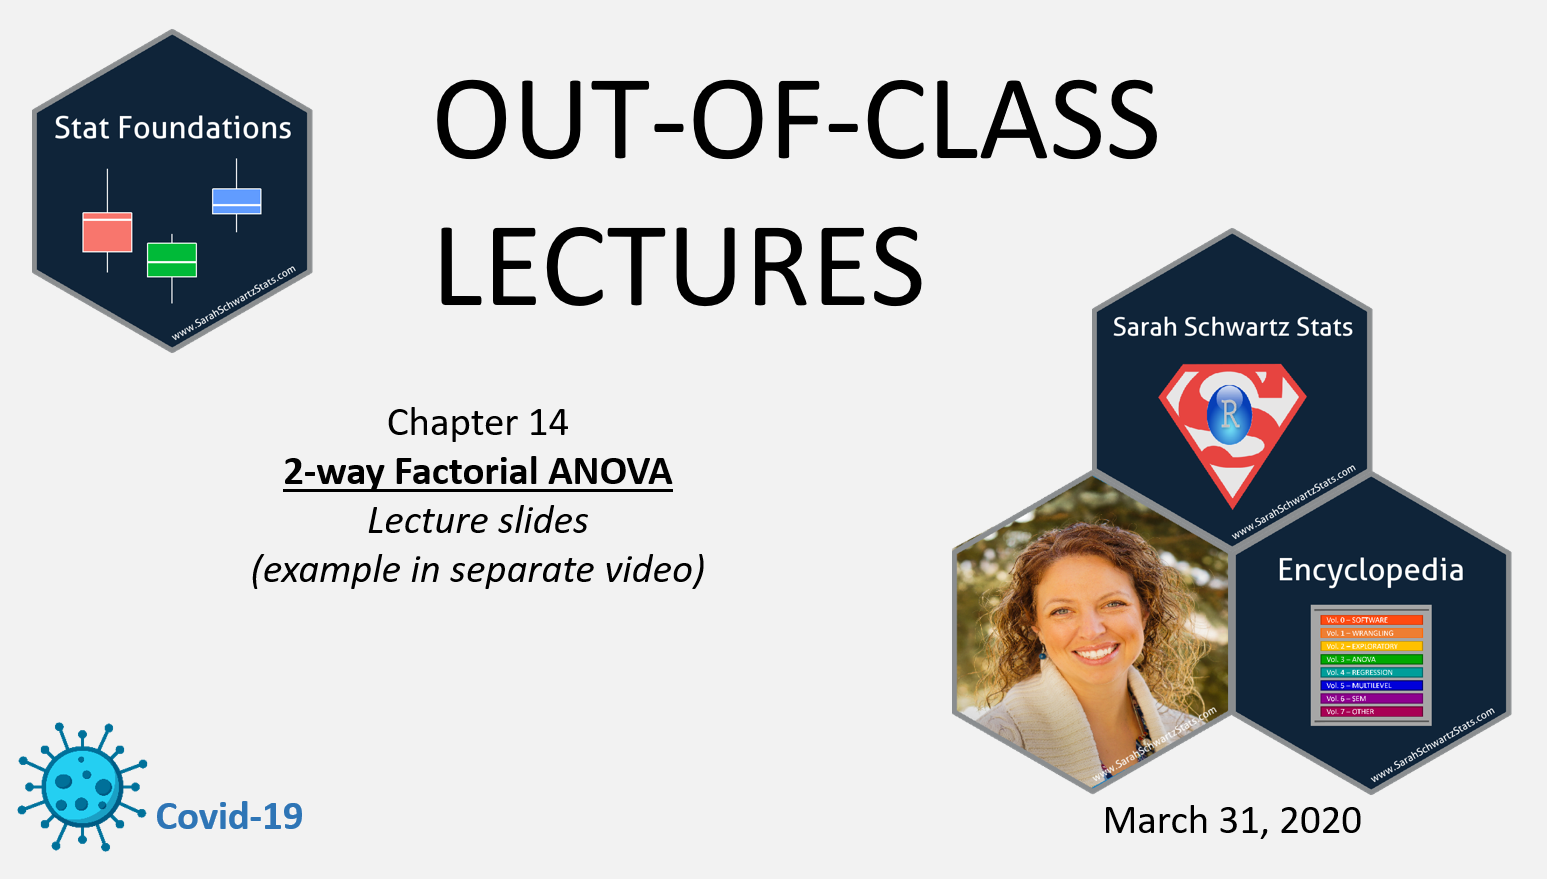 Stat Foundations
www.SarahSchwartzStats.com
OUT-OF-CLASS
LECTURES
Chapter 14
2-way Factorial ANOVA
Lecture slides
(example in separate video)
Sarah Schwartz Stats
S
R
www.SarahSchwartzStats.com
www.SarahSchwartzStats.com
Encyclopedia
Vol. 0 – SOFTWARE
Vol. 1 – WRANGLING
Vol. 2 – EXPLORATORY
Vol. 3 – ANOVA
Vol. 4 – REGRESSION
Vol. 5 – MULTILEVEL
Vol. 6 – SEM
Vol. 7 – OTHER
www.SarahSchwartzStats.com
Covid-19
March 31, 2020